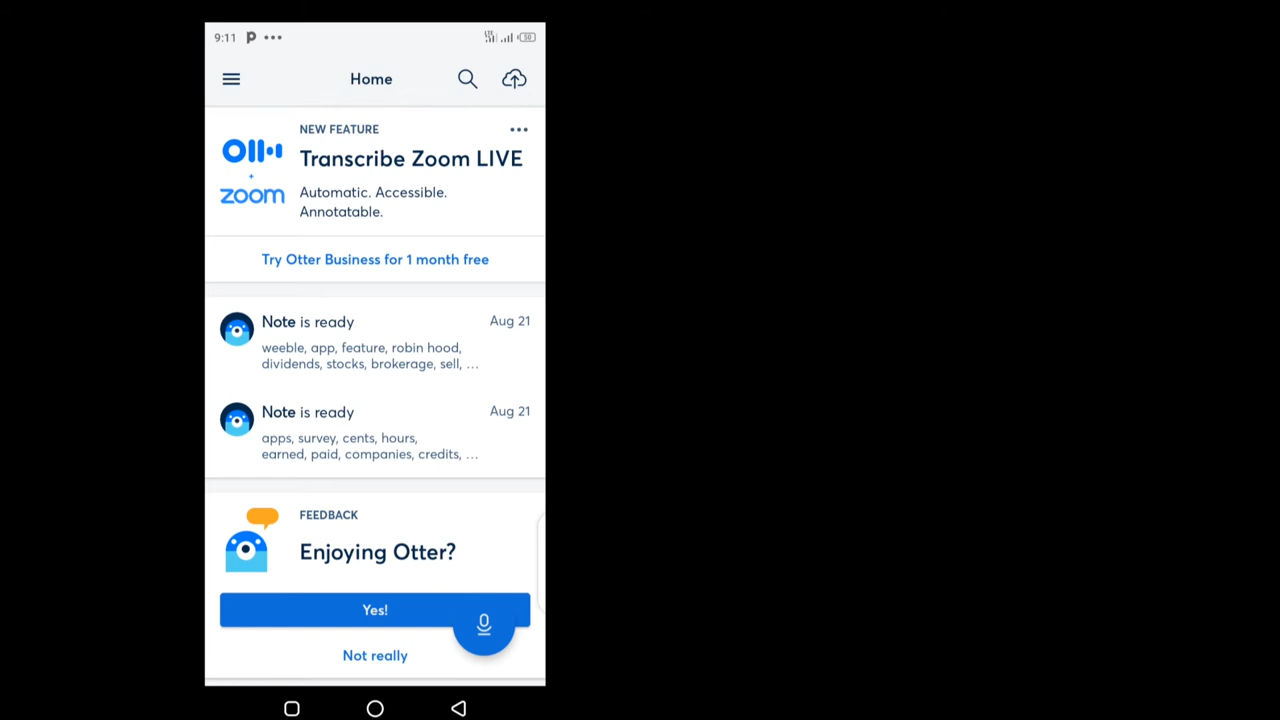 9:11
50
Home
NEW FEATURE
Transcribe Zoom LIVE
zoom
Automatic. Accessible.
Annotatable.
Try Otter Business for 1 month free
Note is ready Aug 21
weeble, app, feature, robin hood,
dividends, stocks, brokerage, sell, ...
Note is ready Aug 21
apps, survey, cents, hours,
earned, paid, companies, credits, ...
FEEDBACK
Enjoying Otter?
Yes!
Not really